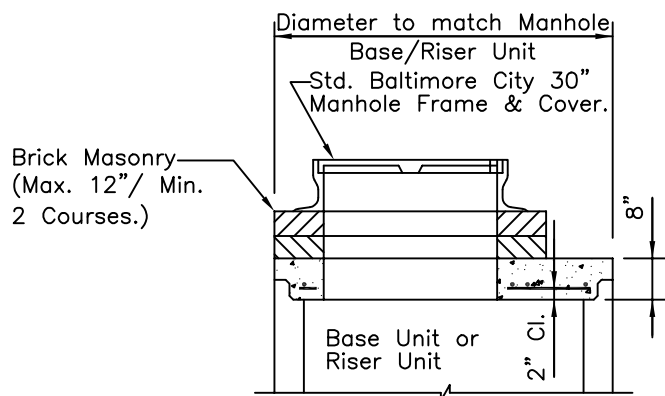 Diameter to match Manhole
Base/Riser Unit
Std. Baltimore City 30"
Manhole Frame & Cover.
Brick Masonry
(Max. 12"/ Min.
2 Courses.)
8"
2" Cl.
Base Unit or
Riser Unit